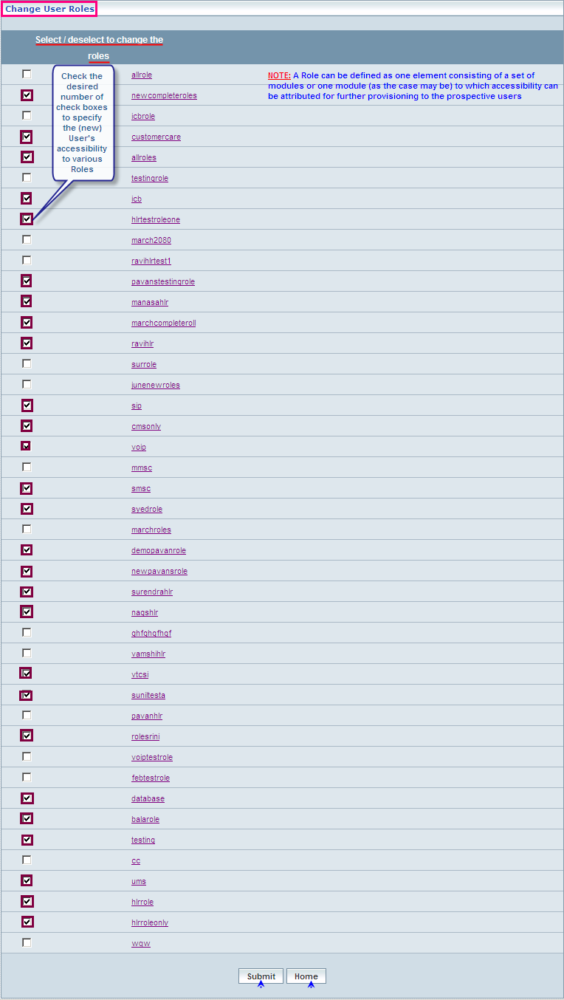 Change User Roles
Select / deselect to change the
roles
Check the
desired
number of
check boxes
to specify
the (new)
User's
accessibility
to various
Roles
NOTE: A Role can be defined as one element consisting of a set of
modules or one module (as the case may be) to which accessibility can
be attributed for further provisioning to the prospective users
allrole
newcompleteroles
icbrole
customercare
allroles
testingrole
icb
hlrtestroleone
march2080
ravihlrtest1
pavanstestingrole
manasahlr
marchcompleteroll
ravihlr
surrole
junenewroles
sip
cmsonly
voip
mmsc
smsc
syedrole
marchroles
demopavanrole
newpavansrole
surendrahlr
nagshlr
ghfghgfhgf
vamshihlr
vtcsi
suniltesta
pavanhlr
rolesrini
voiptestrole
febtestrole
database
balarole
testing
cc
ums
hlrrole
hlrroleonly
wqw
Submit Home